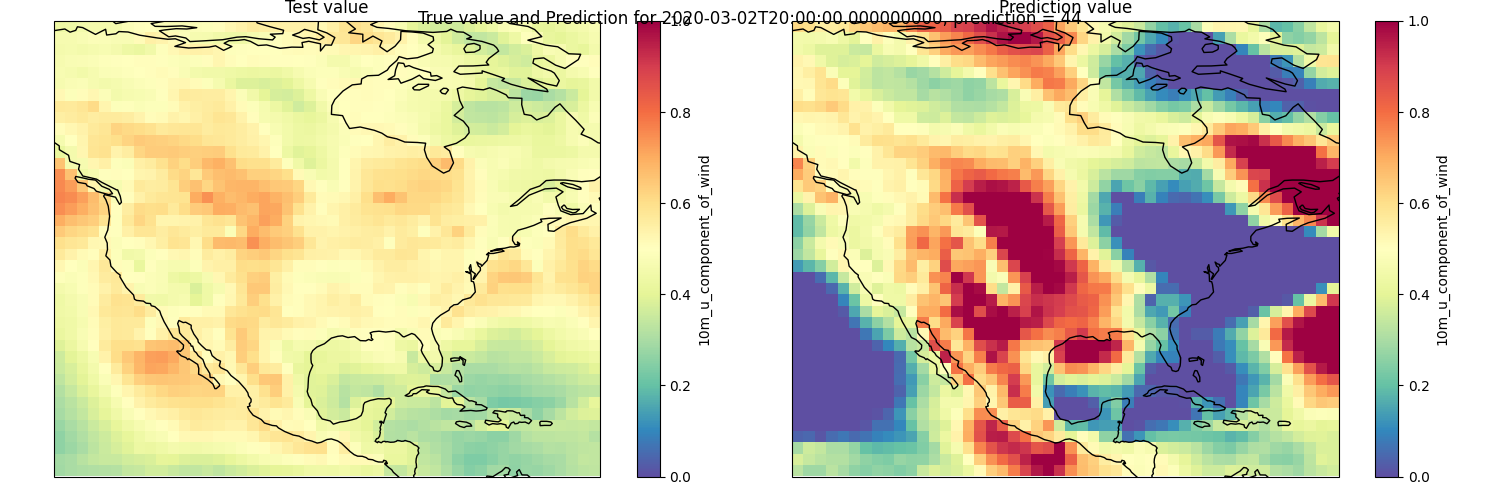 Test value
Prediction value
True value and Prediction for 2020-03-02T20:00:00.000000000 prediction = 44
1.0
0.8
0.6
0.4
0.2
0.0
10m_u_component_of_wind
1.0
0.8
0.6
0.4
0.2
0.0
10m_u_component_of_wind